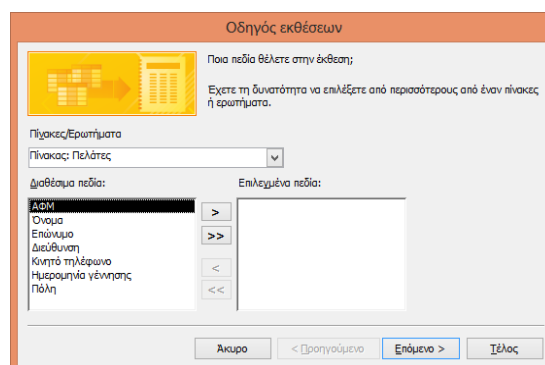 Οδηγός εκθέσεων
Ποια πεδία θέλετε στην έκθεση;
Έχετε τη δυνατότητα να επιλέξετε από περισσότερους από έναν πίνακες
ή ερωτήματα.
Πίνακες/Ερωτήματα
Πίνακας: Πελάτες
Διαθέσιμα πεδία:
Επιλεγμένα πεδία:
ΑΦΜ
Όνομα
Επώνυμο
Διεύθυνση
Κινητό τηλέφωνο
Ημερομηνία γέννησης
Πόλη
>
>>
<
<<
Άκυρο
< Προηγούμενο
Επόμενο >
Τέλος